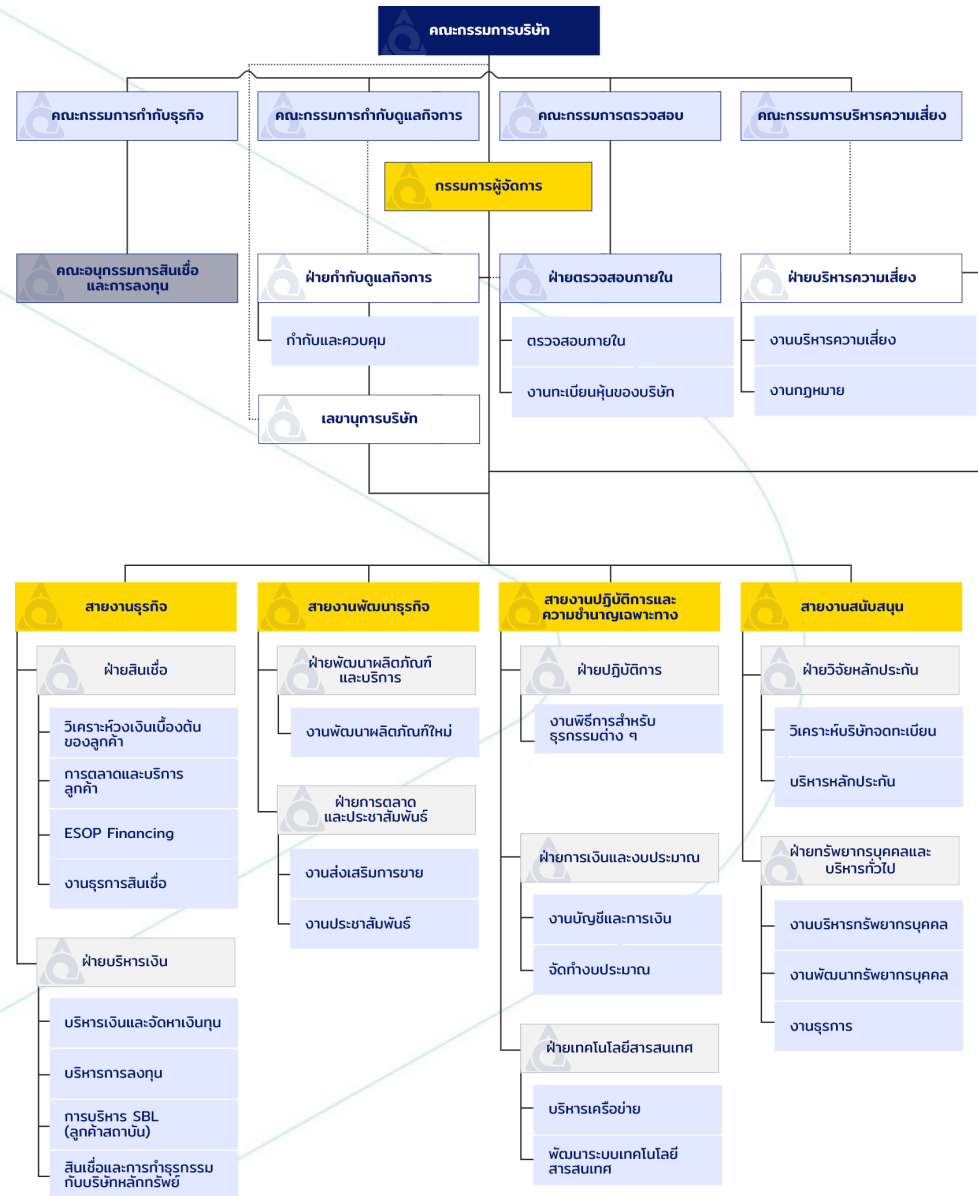 คณะกรรมการบริษัท
คณะกรรมการกำกับธุรกิจ
คณะกรรมการกำกับดูแลกิจการ
คณะกรรมการตรวจสอบ
คณะกรรมการบริหารความเสี่ยง
กรรมการผู้จัดการ
คณะอนุกรรมการสินเชื่อ
และการลงทุน
ฝ่ายกำกับดูแลกิจการ
ฝ่ายตรวจสอบภายใน
ฝ่ายบริหารความเสี่ยง
กำกับและควบคุม
ตรวจสอบภายใน
งานบริหารความเสี่ยง
งานทะเบียนหุ้นของบริษัท
งานกฎหมาย
เลขานุการบริษัท
สายงานธุรกิจ
ฝ่ายสินเชื่อ
วิเคราะห์วงเงินเบื้องต้น
ของลูกค้า
การตลาดและบริการ
ลูกค้า
ESOP Financing
งานธุรการสินเชื่อ
ฝ่ายบริหารเงิน
บริหารเงินและจัดหาเงินทุน
บริหารการลงทุน
การบริหาร SBL
(ลูกค้าสถาบัน)
สินเชื่อและการทำธุรกรรม
กับบริษัทหลักทรัพย์
สายงานพัฒนาธุรกิจ
ฝ่ายพัฒนาผลิตภัณฑ์
และบริการ
งานพัฒนาผลิตภัณฑ์ใหม่
ฝ่ายการตลาด
และประชาสัมพันธ์
งานส่งเสริมการขาย
งานประชาสัมพันธ์
สายงานปฏิบัติการและ
ความชำนาญเฉพาะทาง
ฝ่ายปฏิบัติการ
งานพิธีการสำหรับ
ธุรกรรมต่าง ๆ
ฝ่ายการเงินและงบประมาณ
งานบัญชีและการเงิน
จัดทำงบประมาณ
ฝ่ายเทคโนโลยีสารสนเทศ
บริหารเครือข่าย
พัฒนาระบบเทคโนโลยี
สารสนเทศ
สายงานสนับสนุน
ฝ่ายวิจัยหลักประกัน
วิเคราะห์บริษัทจดทะเบียน
บริหารหลักประกัน
ฝ่ายทรัพยากรบุคคลและ
บริหารทั่วไป
งานบริหารทรัพยากรบุคคล
งานพัฒนาทรัพยากรบุคคล
งานธุรการ